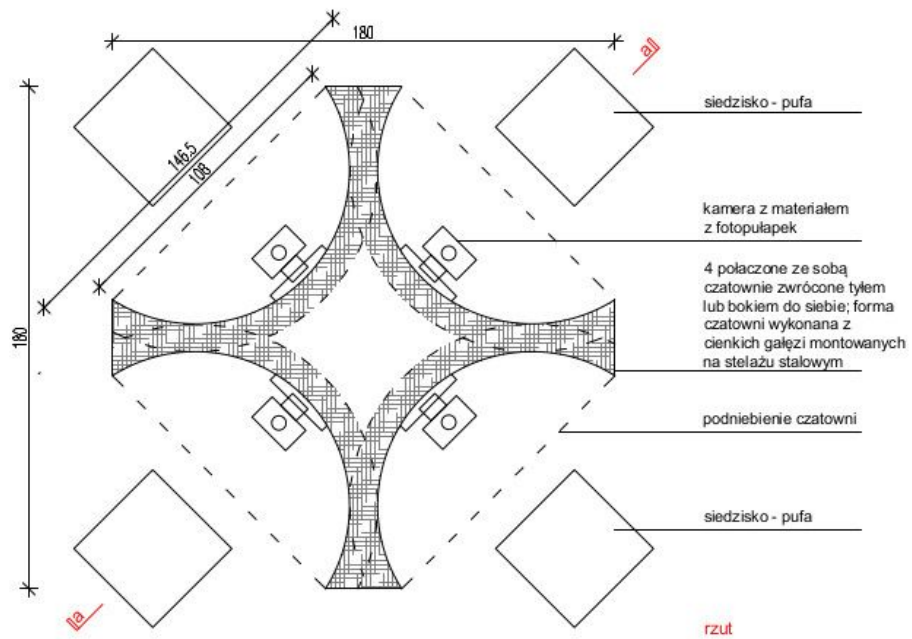 180
a
siedzisko - pufa
146,5
108
kamera z materiałem
z fotopułapek
4 połaczone ze sobą
czatownie zwrócone tyłem
lub bokiem do siebie; forma
czatowni wykonana z
cienkich gałęzi montowanych
na stelażu stalowym
180
podniebienie czatowni
siedzisko - pufa
a
rzut